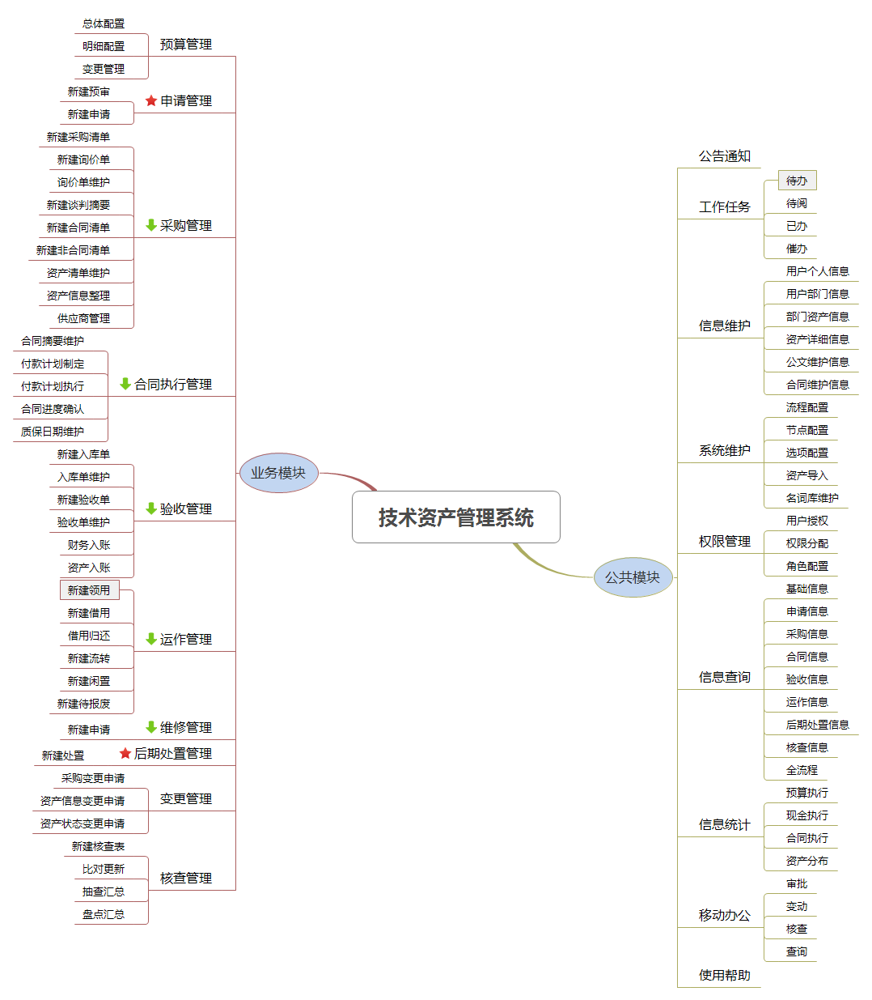 技术资产管理系统
业务模块
预算管理
总体配置
明细配置
变更管理
申请管理
新建预审
新建申请
采购管理
新建采购清单
新建询价单
询价单维护
新建谈判摘要
新建合同清单
新建非合同清单
资产清单维护
资产信息整理
供应商管理
合同执行管理
合同摘要维护
付款计划制定
付款计划执行
合同进度确认
质保日期维护
验收管理
新建入库单
入库单维护
新建验收单
验收单维护
财务入账
资产入账
运作管理
新建领用
新建借用
借用归还
新建流转
新建闲置
新建待报废
维修管理
新建申请
后期处置管理
新建处置
变更管理
采购变更申请
资产信息变更申请
资产状态变更申请
核查管理
新建核查表
比对更新
抽查汇总
盘点汇总
公共模块
公告通知
工作任务
待办
待阅
已办
催办
信息维护
用户个人信息
用户部门信息
部门资产信息
资产详细信息
公文维护信息
合同维护信息
系统维护
流程配置
节点配置
选项配置
资产导入
名词库维护
权限管理
用户授权
权限分配
角色配置
信息查询
基础信息
申请信息
采购信息
合同信息
验收信息
运作信息
后期处置信息
核查信息
全流程
信息统计
预算执行
现金执行
合同执行
资产分布
移动办公
审批
变动
核查
查询
使用帮助